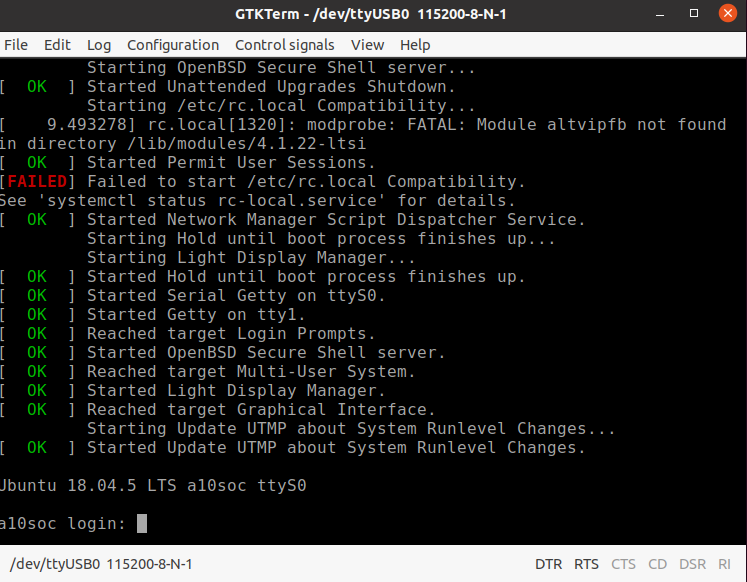 GTKTerm - /dev/ttyUSB0 115200-8-N-1
File Edit Log Configuration Control signals View Help
Starting OpenBSD Secure Shell server...
[ OK ] Started Unattended Upgrades Shutdown.
Starting /etc/rc.local Compatibility...
[ 9.493278] rc.local[1320]: modprobe: FATAL: Module altvipfb not found
in directory /lib/modules/4.1.22-ltsi
[ OK ] Started Permit User Sessions.
[FAILED] Failed to start /etc/rc.local Compatibility.
See 'systemctl status rc-local.service' for details.
[ OK ] Started Network Manager Script Dispatcher Service.
Starting Hold until boot process finishes up...
Starting Light Display Manager...
[ OK ] Started Hold until boot process finishes up.
[ OK ] Started Serial Getty on ttyS0.
[ OK ] Started Getty on tty1.
[ OK ] Reached target Login Prompts.
[ OK ] Started OpenBSD Secure Shell server.
[ OK ] Reached target Multi-User System.
[ OK ] Started Light Display Manager.
[ OK ] Reached target Graphical Interface.
Starting Update UTMP about System Runlevel Changes...
[ OK ] Started Update UTMP about System Runlevel Changes.
Ubuntu 18.04.5 LTS a10soc ttyS0
a10soc login:
/dev/ttyUSB0 115200-8-N-1 DTR RTS CTS CD DSR RI